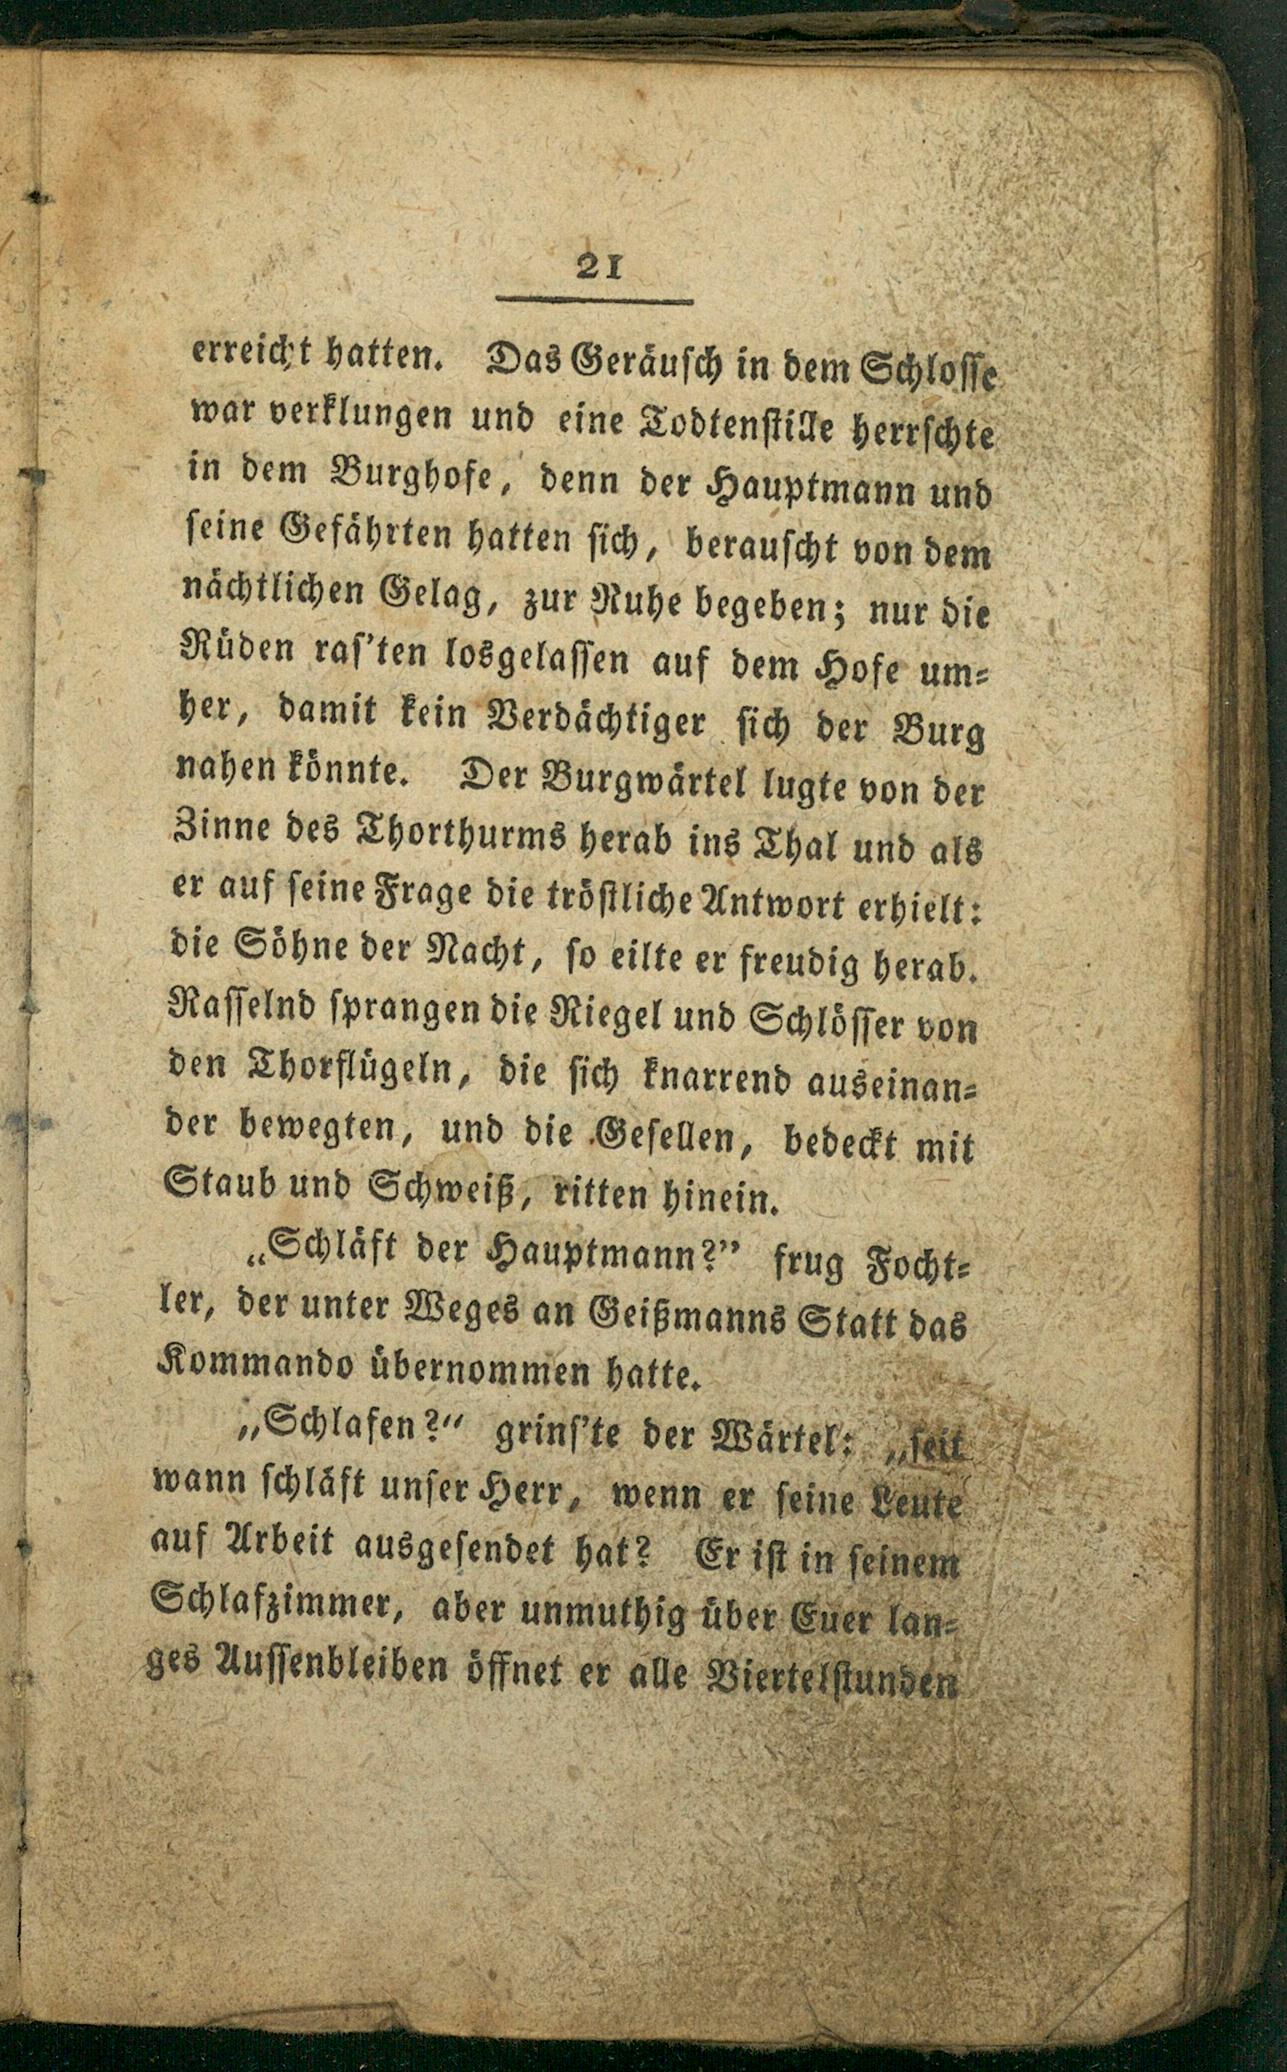 21
erreicht hatten. Das Geräusch in dem Schlosse
war verklungen und eine Todtenstille herrschte
in dem Burghofe, denn der Hauptmann und
seine Gefährten hatten sich, berauscht von dem
nächtlichen Gelag, zur Ruhe begeben; nur die
Rüden ras'ten losgelassen auf dem Hofe um=
her, damit kein Verdächtiger sich der Burg
nahen könnte. Der Burgwärtel lugte von der
Zinne des Thorthurms herab ins Thal und als
er auf seine Frage die tröstliche Antwort erhielt:
die Söhne der Nacht, so eilte er freudig herab.
Rasselnd sprangen die Riegel und Schlösser von
den Thorflügeln, die sich knarrend auseinan=
der bewegten, und die Gesellen, bedeckt mit
Staub und Schweiß, ritten hinein.
„Schläft der Hauptmann?” frug Focht=
ler, der unter Weges an Geißmanns Statt das
Kommando übernommen hatte.
„Schlafen?“ grins'te der Wärtel: „seit
wann schläft unser Herr, wenn er seine Leute
auf Arbeit ausgesendet hat? Er ist in seinem
Schlafzimmer, aber unmuthig über Euer lan=
ges Aussenbleiben öffnet er alle Viertelstunden